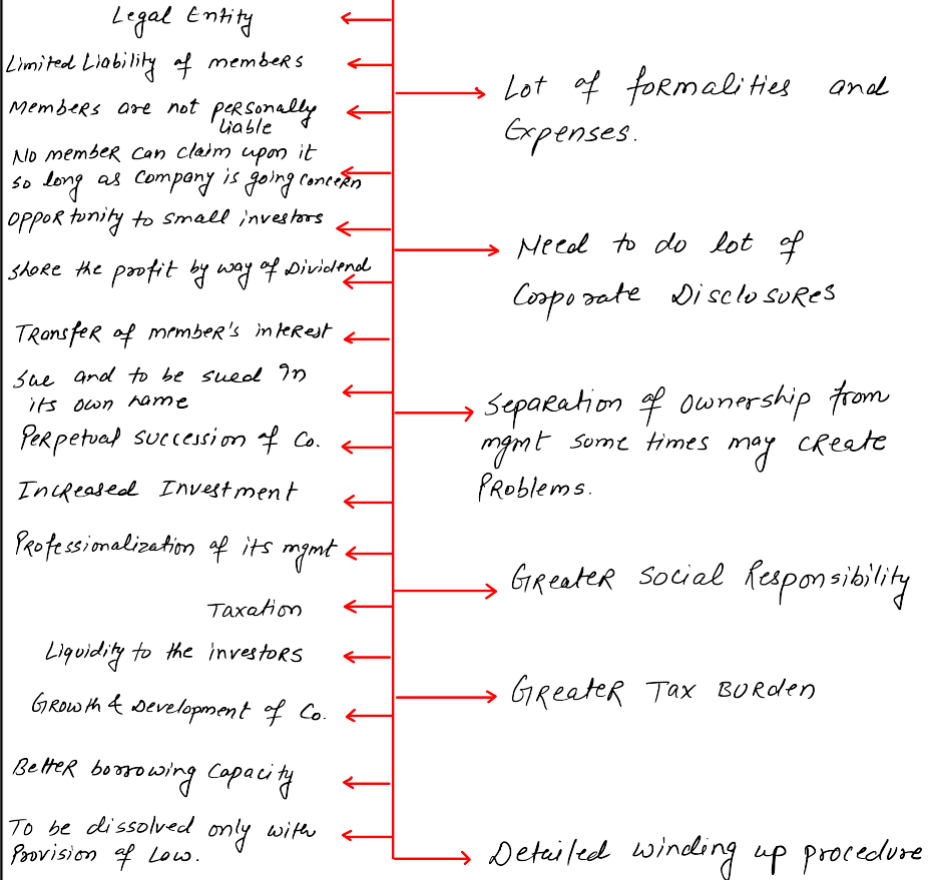 Legal Entity
Limited Liability of members
Members are not personally
liable
No member can claim upon it
so long as Company is going concern
Opportunity to small investors
Share the profit by way of Dividend
Transfer of member's interest
Sue and to be sued in
its own name
Perpetual succession of Co.
Increased Investment
Professionalization of its mgmt
Taxation
Liquidity to the investors
Growth & Development of Co.
Better borrowing Capacity
To be dissolved only with
Provision of Law.
Lot of formalities and
Expenses.
Need to do lot of
Corporate Disclosures
Separation of ownership from
mgmt some times may create
Problems.
Greater Social Responsibility
Greater Tax Burden
Detailed winding up procedure